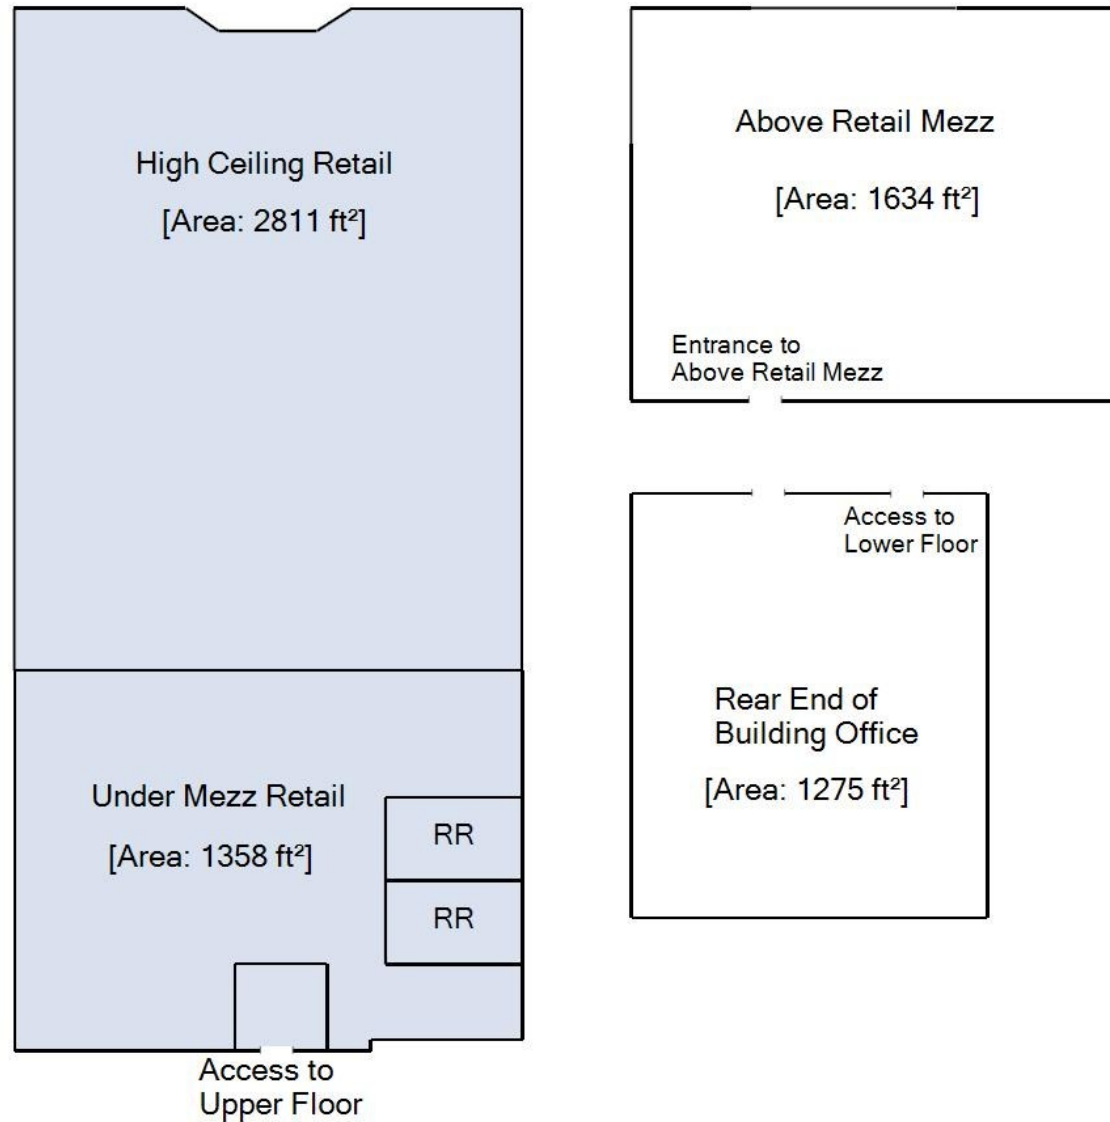 High Ceiling Retail
[Area: 2811 ft²]
Under Mezz Retail
[Area: 1358 ft²]
RR
RR
Access to
Upper Floor
Above Retail Mezz
[Area: 1634 ft²]
Entrance to
Above Retail Mezz
Access to
Lower Floor
Rear End of
Building Office
[Area: 1275 ft²]